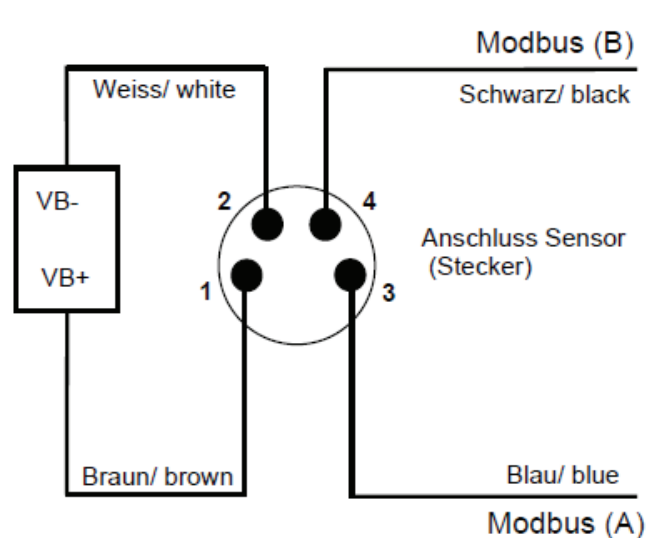 Modbus (B)
Weiss/ white
Schwarz/ black
VB-
2
4
Anschluss Sensor
(Stecker)
VB+
1
3
Braun/ brown
Blau/ blue
Modbus (A)